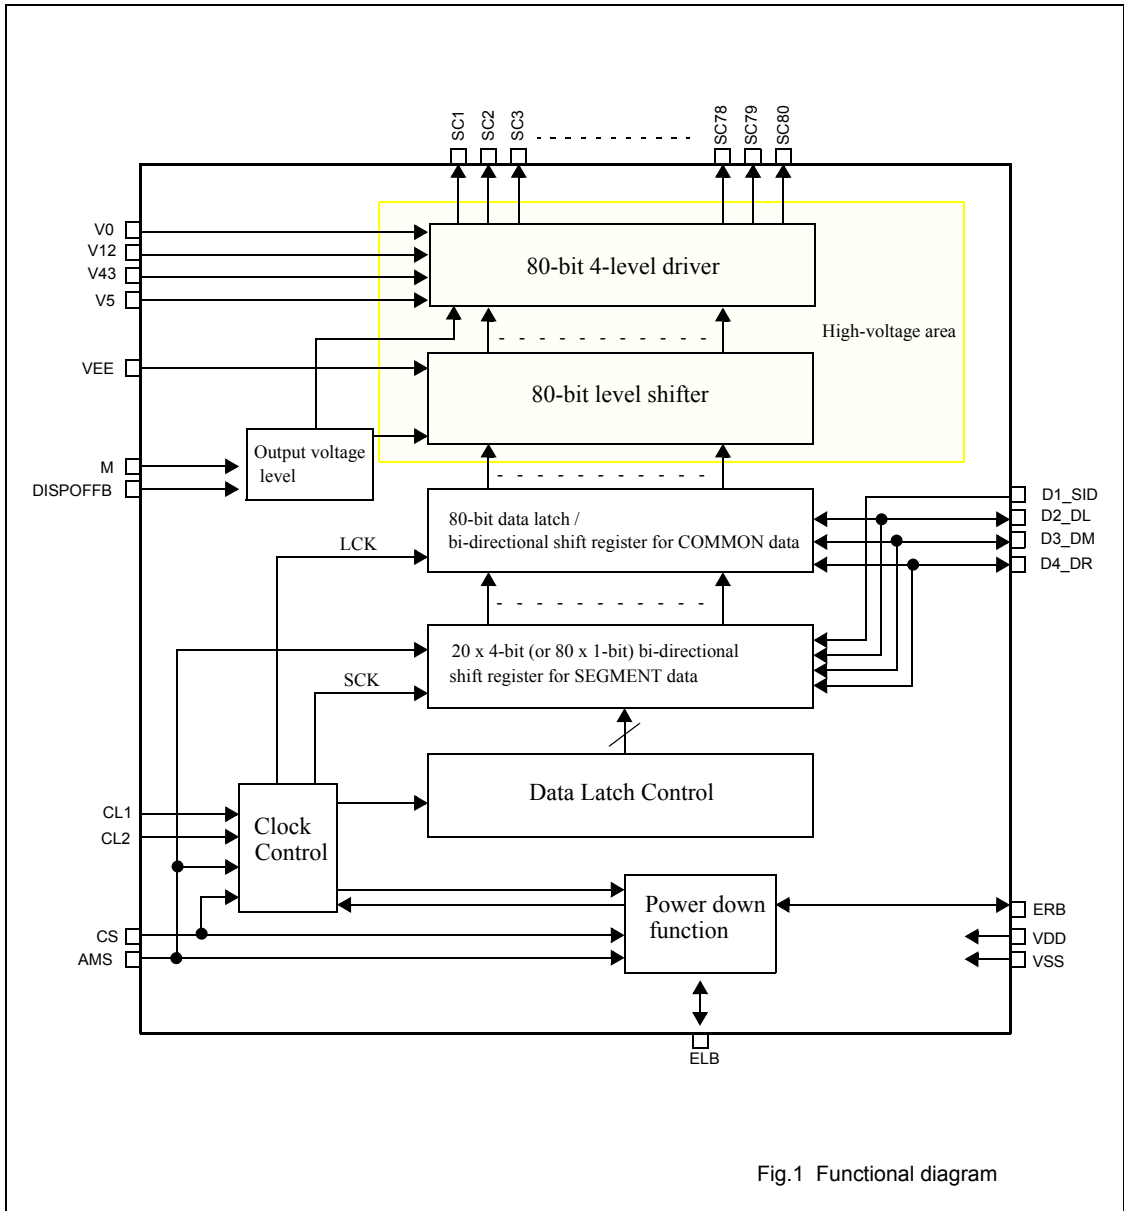 SC1
SC2
SC3
SC78
SC79
SC80
V0
V12
V43
V5
80-bit 4-level driver
High-voltage area
VEE
80-bit level shifter
Output voltage
level
M
DISPOFFB
D1_SID
D2_DL
D3_DM
D4_DR
80-bit data latch /
bi-directional shift register for COMMON data
LCK
20 x 4-bit (or 80 x 1-bit) bi-directional
shift register for SEGMENT data
SCK
Data Latch Control
CL1
CL2
Clock
Control
Power down
function
CS
AMS
ERB
VDD
VSS
ELB
Fig.1 Functional diagram